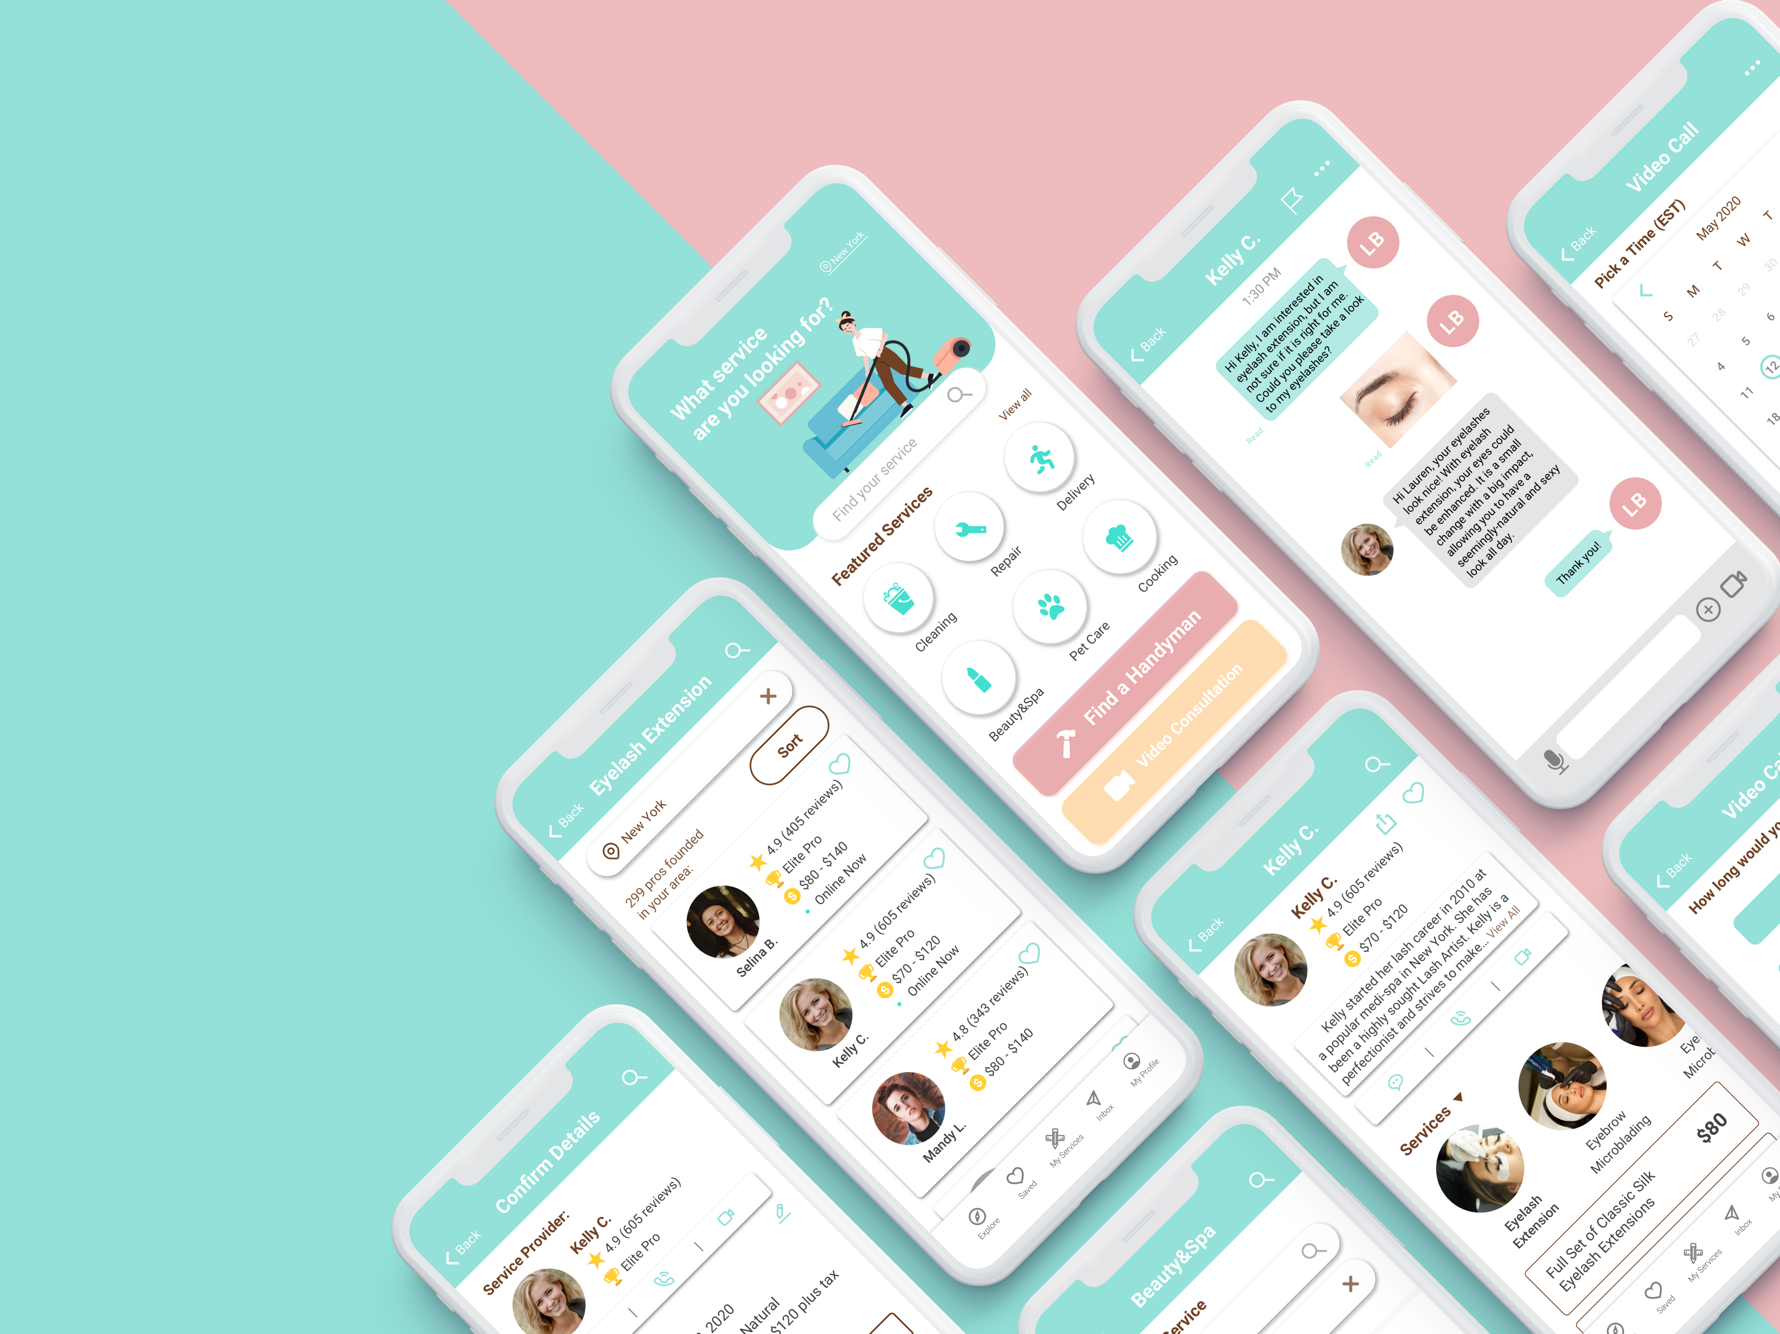 New York
What service
are you looking for?
Find your service
Featured Services
View all
Cleaning
Repair
Delivery
Beauty&Spa
Pet Care
Cooking
Find a Handyman
Video Consultation
Back
Kelly C.
1:30 PM
Hi Kelly, I am interested in
eyelash extension, but I am
not sure if it is right for me.
Could you please take a look
to my eyelashes?
LB
Read
LB
Read
Hi Lauren, your eyelashes
look nice! With eyelash
extension, your eyes could
be enhanced. It is a small
change with a big impact,
allowing you to have a
seemingly-natural and sexy
look all day.
LB
Thank you!
Back
Video Call
Pick a Time (EST)
May 2020
S M T W T
27 28 29 30
4 5 6
11 12
18
Back
Eyelash Extension
New York
299 pros founded
in your area:
Sort
Selina B.
4.9 (405 reviews)
Elite Pro
$80 - $140
Online Now
Kelly C.
4.9 (605 reviews)
Elite Pro
$70 - $120
Online Now
Mandy L.
4.8 (343 reviews)
Elite Pro
$80 - $140
Explore
Saved
My Services
Inbox
My Profile
Back
Kelly C.
Kelly C.
4.9 (605 reviews)
Elite Pro
$70 - $120
Kelly started her lash career in 2010 at
a popular medi-spa in New York. She has
been a highly sought Lash Artist. Kelly is a
perfectionist and strives to make... View All
Services
Eyelash
Extension
Eyebrow
Microblading
Eye
Microb
Full Set of Classic Silk
Eyelash Extensions
$80
Saved
My Services
Inbox
My
Back
Video Ca
How long would yo
Back
Confirm Details
Service Provider:
Kelly C.
4.9 (605 reviews)
Elite Pro
2020
Natural
$120 plus tax
Beauty&Spa
Service